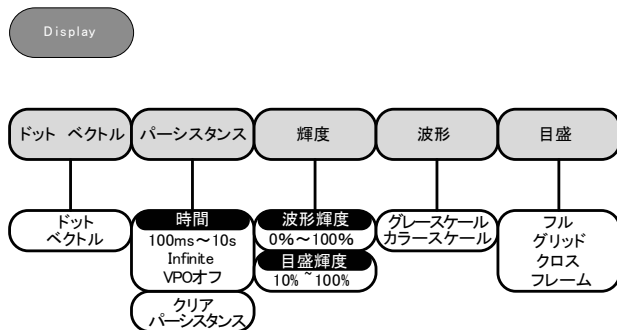 Display
ドット ベクトル
パーシスタンス
輝度
波形
目盛
ドット
ベクトル
時間
100ms～10s
Infinite
VPOオフ
クリア
パーシスタンス
波形輝度
0%～100%
目盛輝度
10%~100%
グレースケール
カラースケール
フル
グリッド
クロス
フレーム